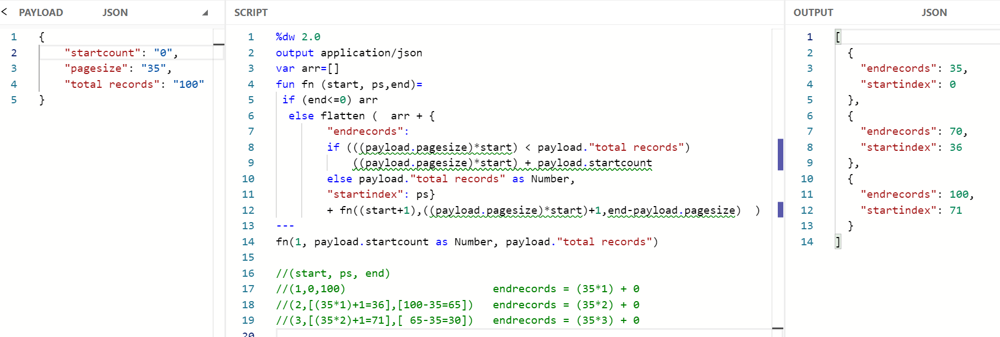 < PAYLOAD JSON
1 {
2 "startcount": "0",
3 "pagesize": "35",
4 "total records": "100"
5 }
SCRIPT
1 %dw 2.0
2 output application/json
3 var arr=[]
4 fun fn (start, ps,end)=
5 if (end<=0) arr
6 else flatten (  arr + {
7 "endrecords":
8 if (((payload.pagesize)*start) < payload."total records")
9 ((payload.pagesize)*start) + payload.startcount
10 else payload."total records" as Number,
11 "startindex": ps}
12 + fn((start+1),((payload.pagesize)*start)+1,end-payload.pagesize)  )
13 ---
14 fn(1, payload.startcount as Number, payload."total records")
15
16 //(start, ps, end)
17 //(1,0,100) endrecords = (35*1) + 0
18 //(2,[(35*1)+1=36],[100-35=65]) endrecords = (35*2) + 0
19 //(3,[(35*2)+1=71],[ 65-35=30]) endrecords = (35*3) + 0
20
OUTPUT JSON
1 [
2 {
3 "endrecords": 35,
4 "startindex": 0
5 },
6 {
7 "endrecords": 70,
8 "startindex": 36
9 },
10 {
11 "endrecords": 100,
12 "startindex": 71
13 }
14 ]